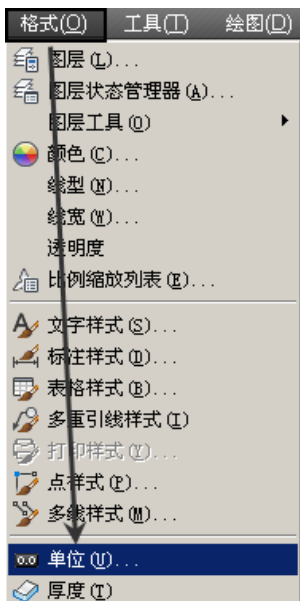 格式(O) 工具(T) 绘图(D)
图层(L)...
图层状态管理器(A)...
图层工具(O)
颜色(C)...
线型(N)...
线宽(W)...
透明度
比例缩放列表(E)...
文字样式(S)...
标注样式(D)...
表格样式(B)...
多重引线样式(I)
打印样式(Y)...
点样式(P)...
多线样式(M)...
0.0 单位(U)...
厚度(T)